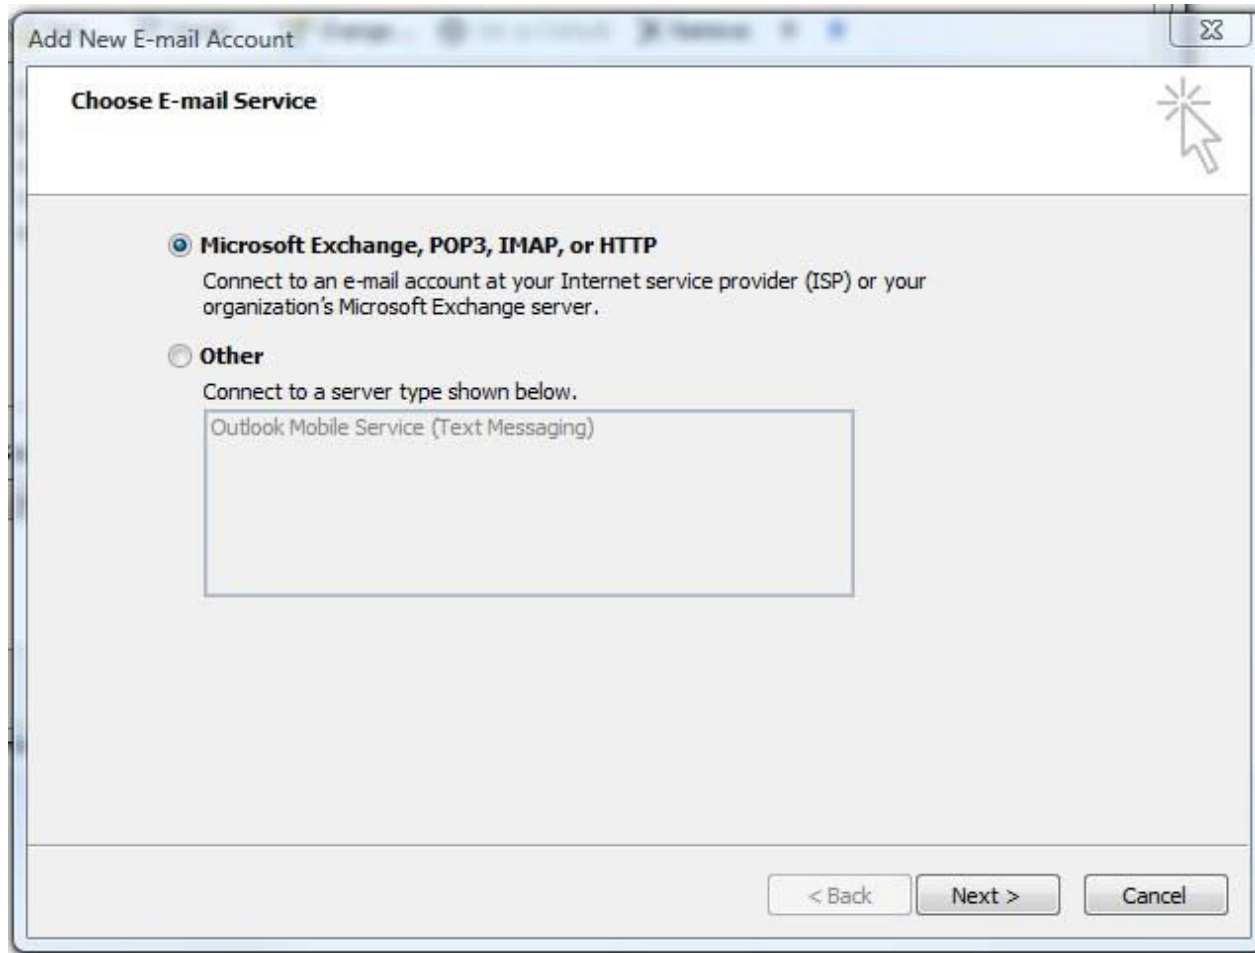 Add New E-mail Account
Choose E-mail Service
Microsoft Exchange, POP3, IMAP, or HTTP
Connect to an e-mail account at your Internet service provider (ISP) or your
organization's Microsoft Exchange server.
Other
Connect to a server type shown below.
Outlook Mobile Service (Text Messaging)
< Back Next > Cancel